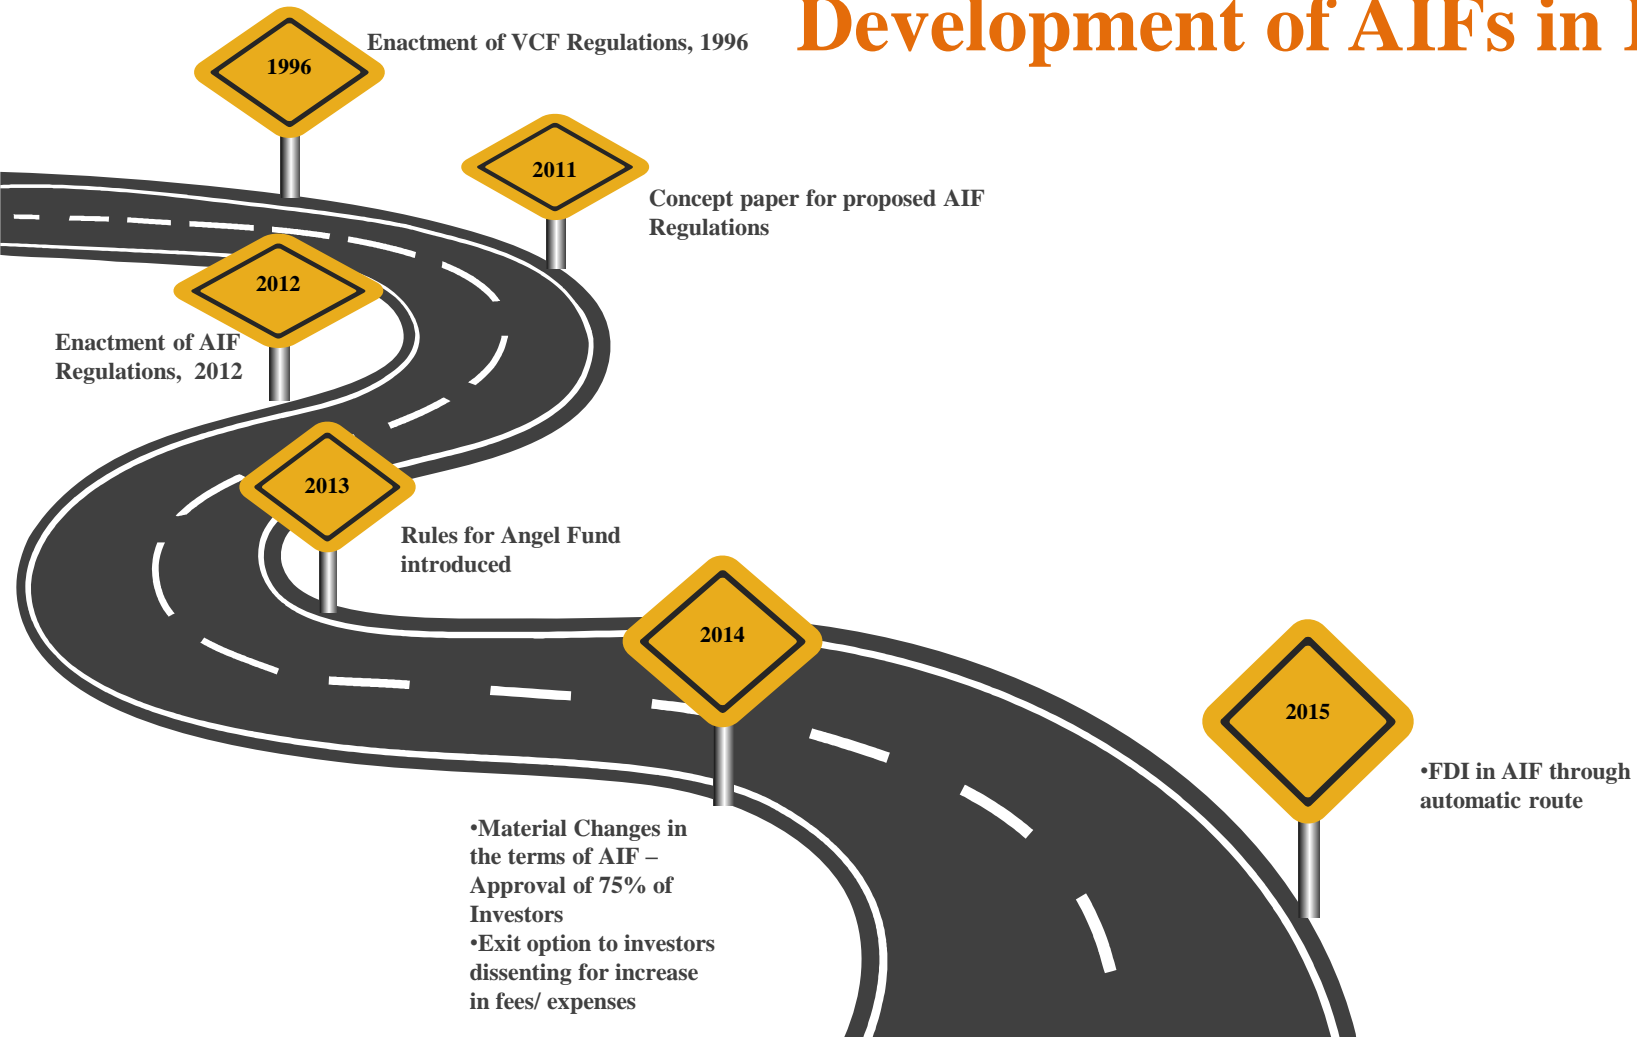 Development of AIFs in
1996
Enactment of VCF Regulations, 1996
2011
Concept paper for proposed AIF
Regulations
2012
Enactment of AIF
Regulations,  2012
2013
Rules for Angel Fund
introduced
2014
•Material Changes in
the terms of AIF –
Approval of 75% of
Investors
•Exit option to investors
dissenting for increase
in fees/ expenses
2015
•FDI in AIF through
automatic route